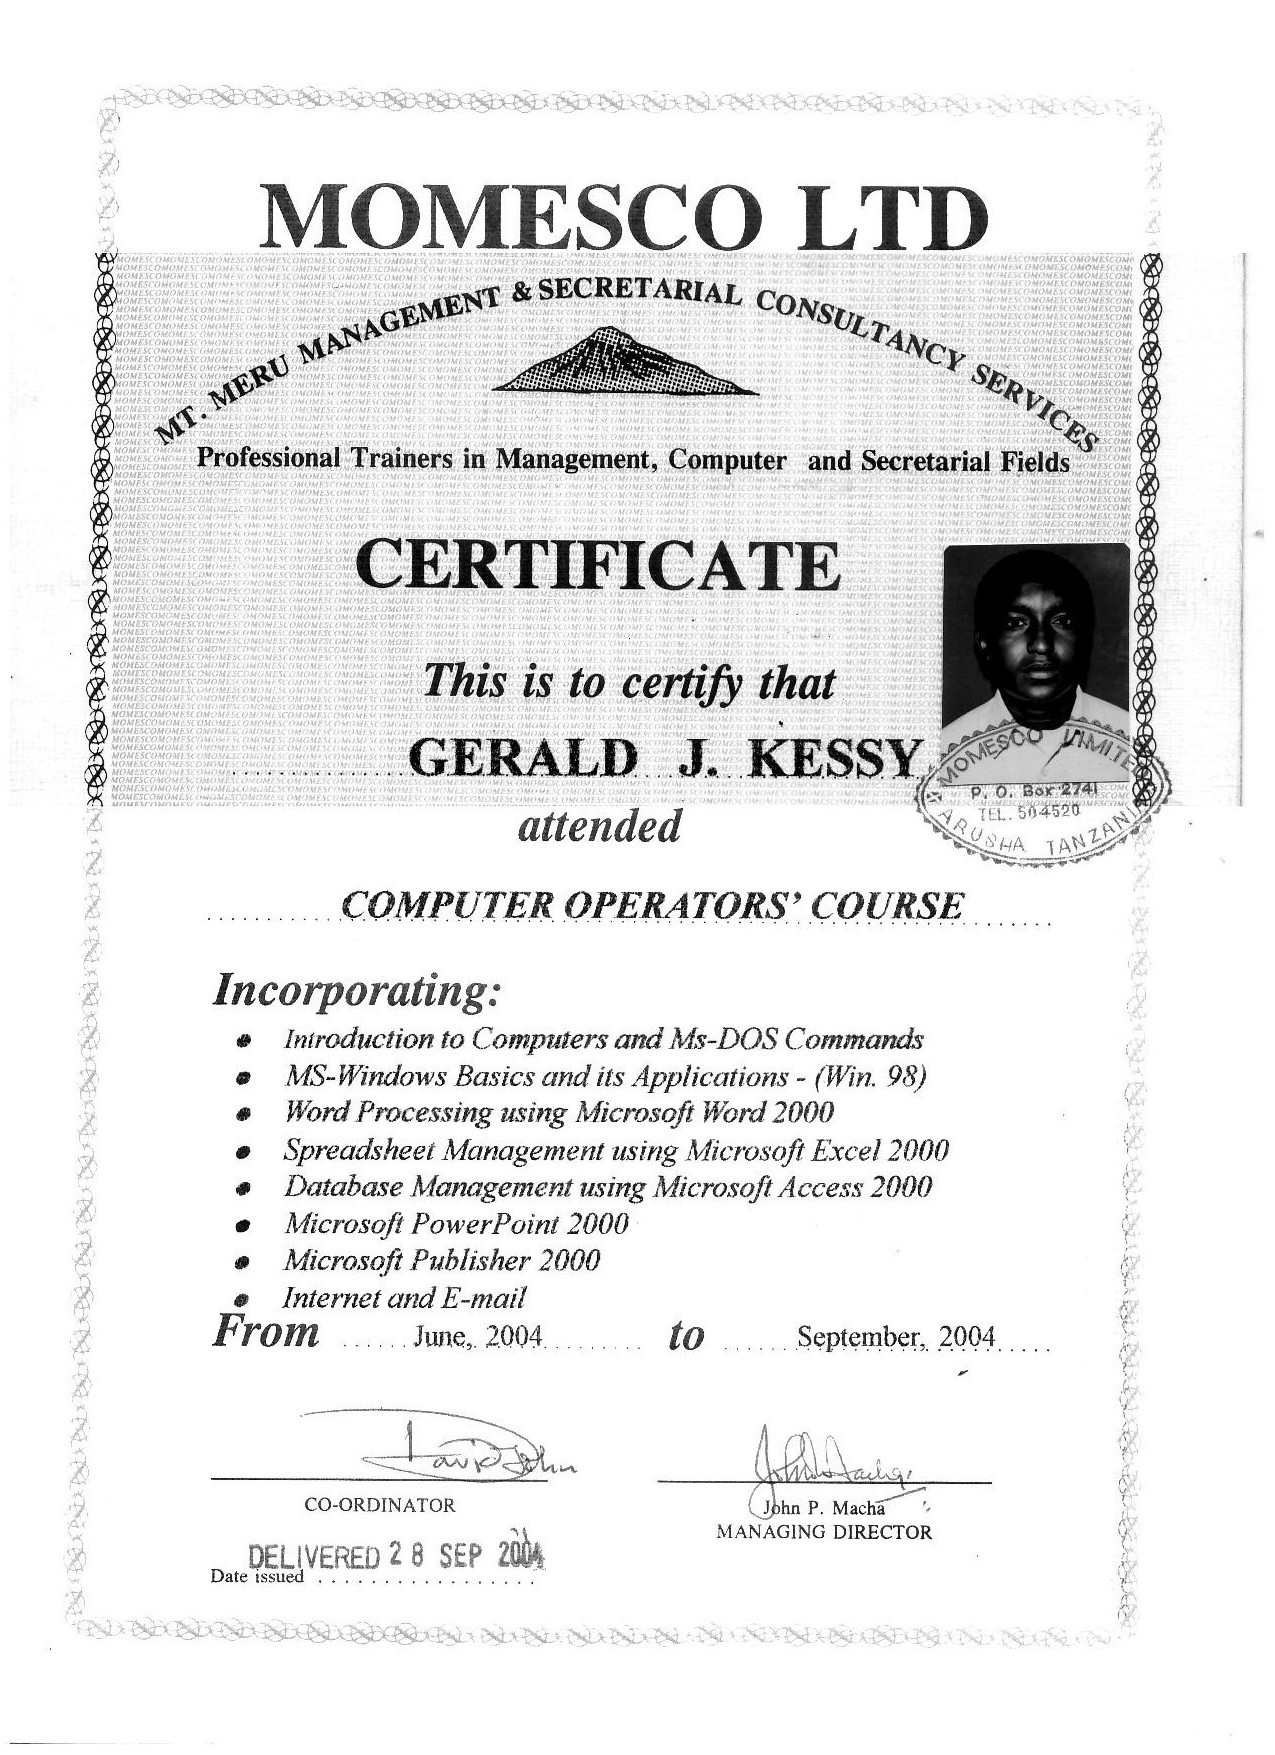 MOMESCO LTD
MT. MERU MANAGEMENT & SECRETARIAL CONSULTANCY SERVICES
Professional Trainers in Management, Computer and Secretarial Fields
CERTIFICATE
This is to certify that
GERALD J. KESSY
MOMESCO LIMITE
P. O. Box 2741
TEL. 504520
ARUSHA TANZANIA
attended
COMPUTER OPERATORS' COURSE
Incorporating:
• Introduction to Computers and Ms-DOS Commands
• MS-Windows Basics and its Applications - (Win. 98)
• Word Processing using Microsoft Word 2000
• Spreadsheet Management using Microsoft Excel 2000
• Database Management using Microsoft Access 2000
• Microsoft PowerPoint 2000
• Microsoft Publisher 2000
• Internet and E-mail
From June, 2004 to September, 2004
David John
CO-ORDINATOR
John P. Macha
MANAGING DIRECTOR
DELIVERED 28 SEP 2004
Date issued